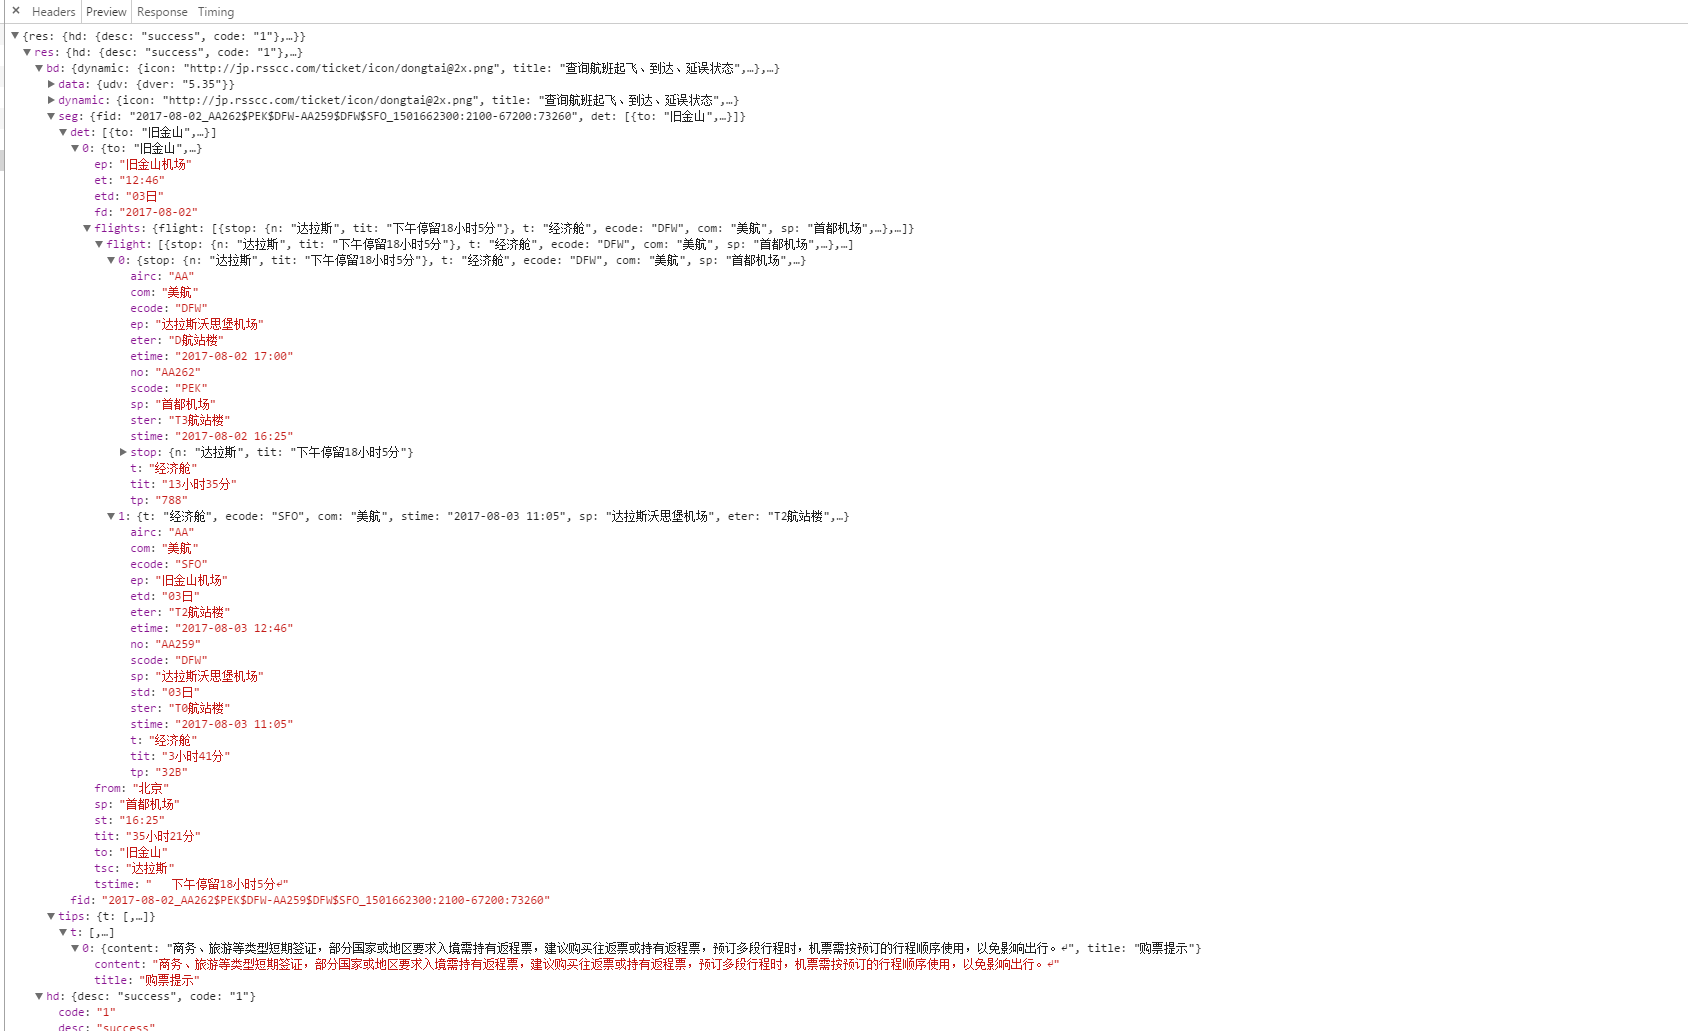 × Headers Preview Response Timing
▼{res: {hd: {desc: "success", code: "1"},…}}
▼res: {hd: {desc: "success", code: "1"},…}
▼bd: {dynamic: {icon: "http://jp.rsscc.com/ticket/icon/dongtai@2x.png", title: "查询航班起飞、到达、延误状态",…},…}
▶data: {udv: {dver: "5.35"}}
▶dynamic: {icon: "http://jp.rsscc.com/ticket/icon/dongtai@2x.png", title: "查询航班起飞、到达、延误状态",…}
▼seg: {fid: "2017-08-02_AA262$PEK$DFW-AA259$DFW$SFO_1501662300:2100-67200:73260", det: [{to: "旧金山",…}]}
▼det: [{to: "旧金山",…}]
▼0: {to: "旧金山",…}
ep: "旧金山机场"
et: "12:46"
etd: "03日"
fd: "2017-08-02"
▼flights: {flight: [{stop: {n: "达拉斯", tit: "下午停留18小时5分"}, t: "经济舱", ecode: "DFW", com: "美航", sp: "首都机场",…},…]}
▼flight: [{stop: {n: "达拉斯", tit: "下午停留18小时5分"}, t: "经济舱", ecode: "DFW", com: "美航", sp: "首都机场",…},…]
▼0: {stop: {n: "达拉斯", tit: "下午停留18小时5分"}, t: "经济舱", ecode: "DFW", com: "美航", sp: "首都机场",…}
airc: "AA"
com: "美航"
ecode: "DFW"
ep: "达拉斯沃思堡机场"
eter: "D航站楼"
etime: "2017-08-02 17:00"
no: "AA262"
scode: "PEK"
sp: "首都机场"
ster: "T3航站楼"
stime: "2017-08-02 16:25"
▶stop: {n: "达拉斯", tit: "下午停留18小时5分"}
t: "经济舱"
tit: "13小时35分"
tp: "788"
▼1: {t: "经济舱", ecode: "SFO", com: "美航", stime: "2017-08-03 11:05", sp: "达拉斯沃思堡机场", eter: "T2航站楼",…}
airc: "AA"
com: "美航"
ecode: "SFO"
ep: "旧金山机场"
etd: "03日"
eter: "T2航站楼"
etime: "2017-08-03 12:46"
no: "AA259"
scode: "DFW"
sp: "达拉斯沃思堡机场"
std: "03日"
ster: "T0航站楼"
stime: "2017-08-03 11:05"
t: "经济舱"
tit: "3小时41分"
tp: "32B"
from: "北京"
sp: "首都机场"
st: "16:25"
tit: "35小时21分"
to: "旧金山"
tsc: "达拉斯"
tstime: "   下午停留18小时5分↵"
fid: "2017-08-02_AA262$PEK$DFW-AA259$DFW$SFO_1501662300:2100-67200:73260"
▼tips: {t: [,…]}
▼t: [,…]
▼0: {content: "商务、旅游等类型短期签证，部分国家或地区要求入境需持有返程票，建议购买往返票或持有返程票，预订多段行程时，机票需按预订的行程顺序使用，以免影响出行。↵", title: "购票提示"}
content: "商务、旅游等类型短期签证，部分国家或地区要求入境需持有返程票，建议购买往返票或持有返程票，预订多段行程时，机票需按预订的行程顺序使用，以免影响出行。↵"
title: "购票提示"
▼hd: {desc: "success", code: "1"}
code: "1"
desc: "success"